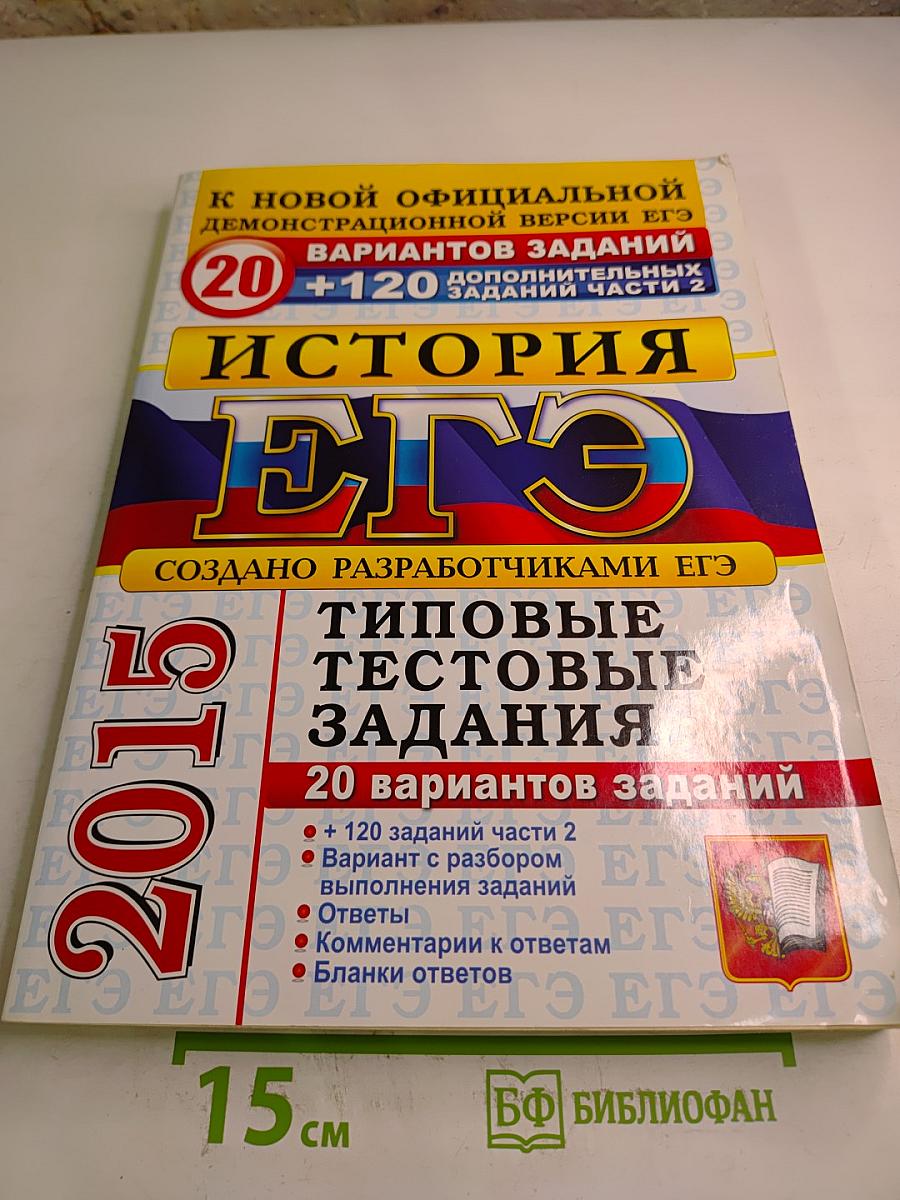 К НОВОЙ ОФИЦИАЛЬНОЙ
ДЕМОНСТРАЦИОННОЙ ВЕРСИИ ЕГЭ
20
ВАРИАНТОВ ЗАДАНИЙ
+120 ДОПОЛНИТЕЛЬНЫХ
ЗАДАНИЙ ЧАСТИ 2
ИСТОРИЯ
ЕГЭ
СОЗДАНО РАЗРАБОТЧИКАМИ ЕГЭ
2015
ТИПОВЫЕ
ТЕСТОВЫЕ
ЗАДАНИЯ
20 вариантов заданий
+ 120 заданий части 2
Вариант с разбором
выполнения заданий
Ответы
Комментарии к ответам
Бланки ответов
15 см
БФ БИБЛИОФАН